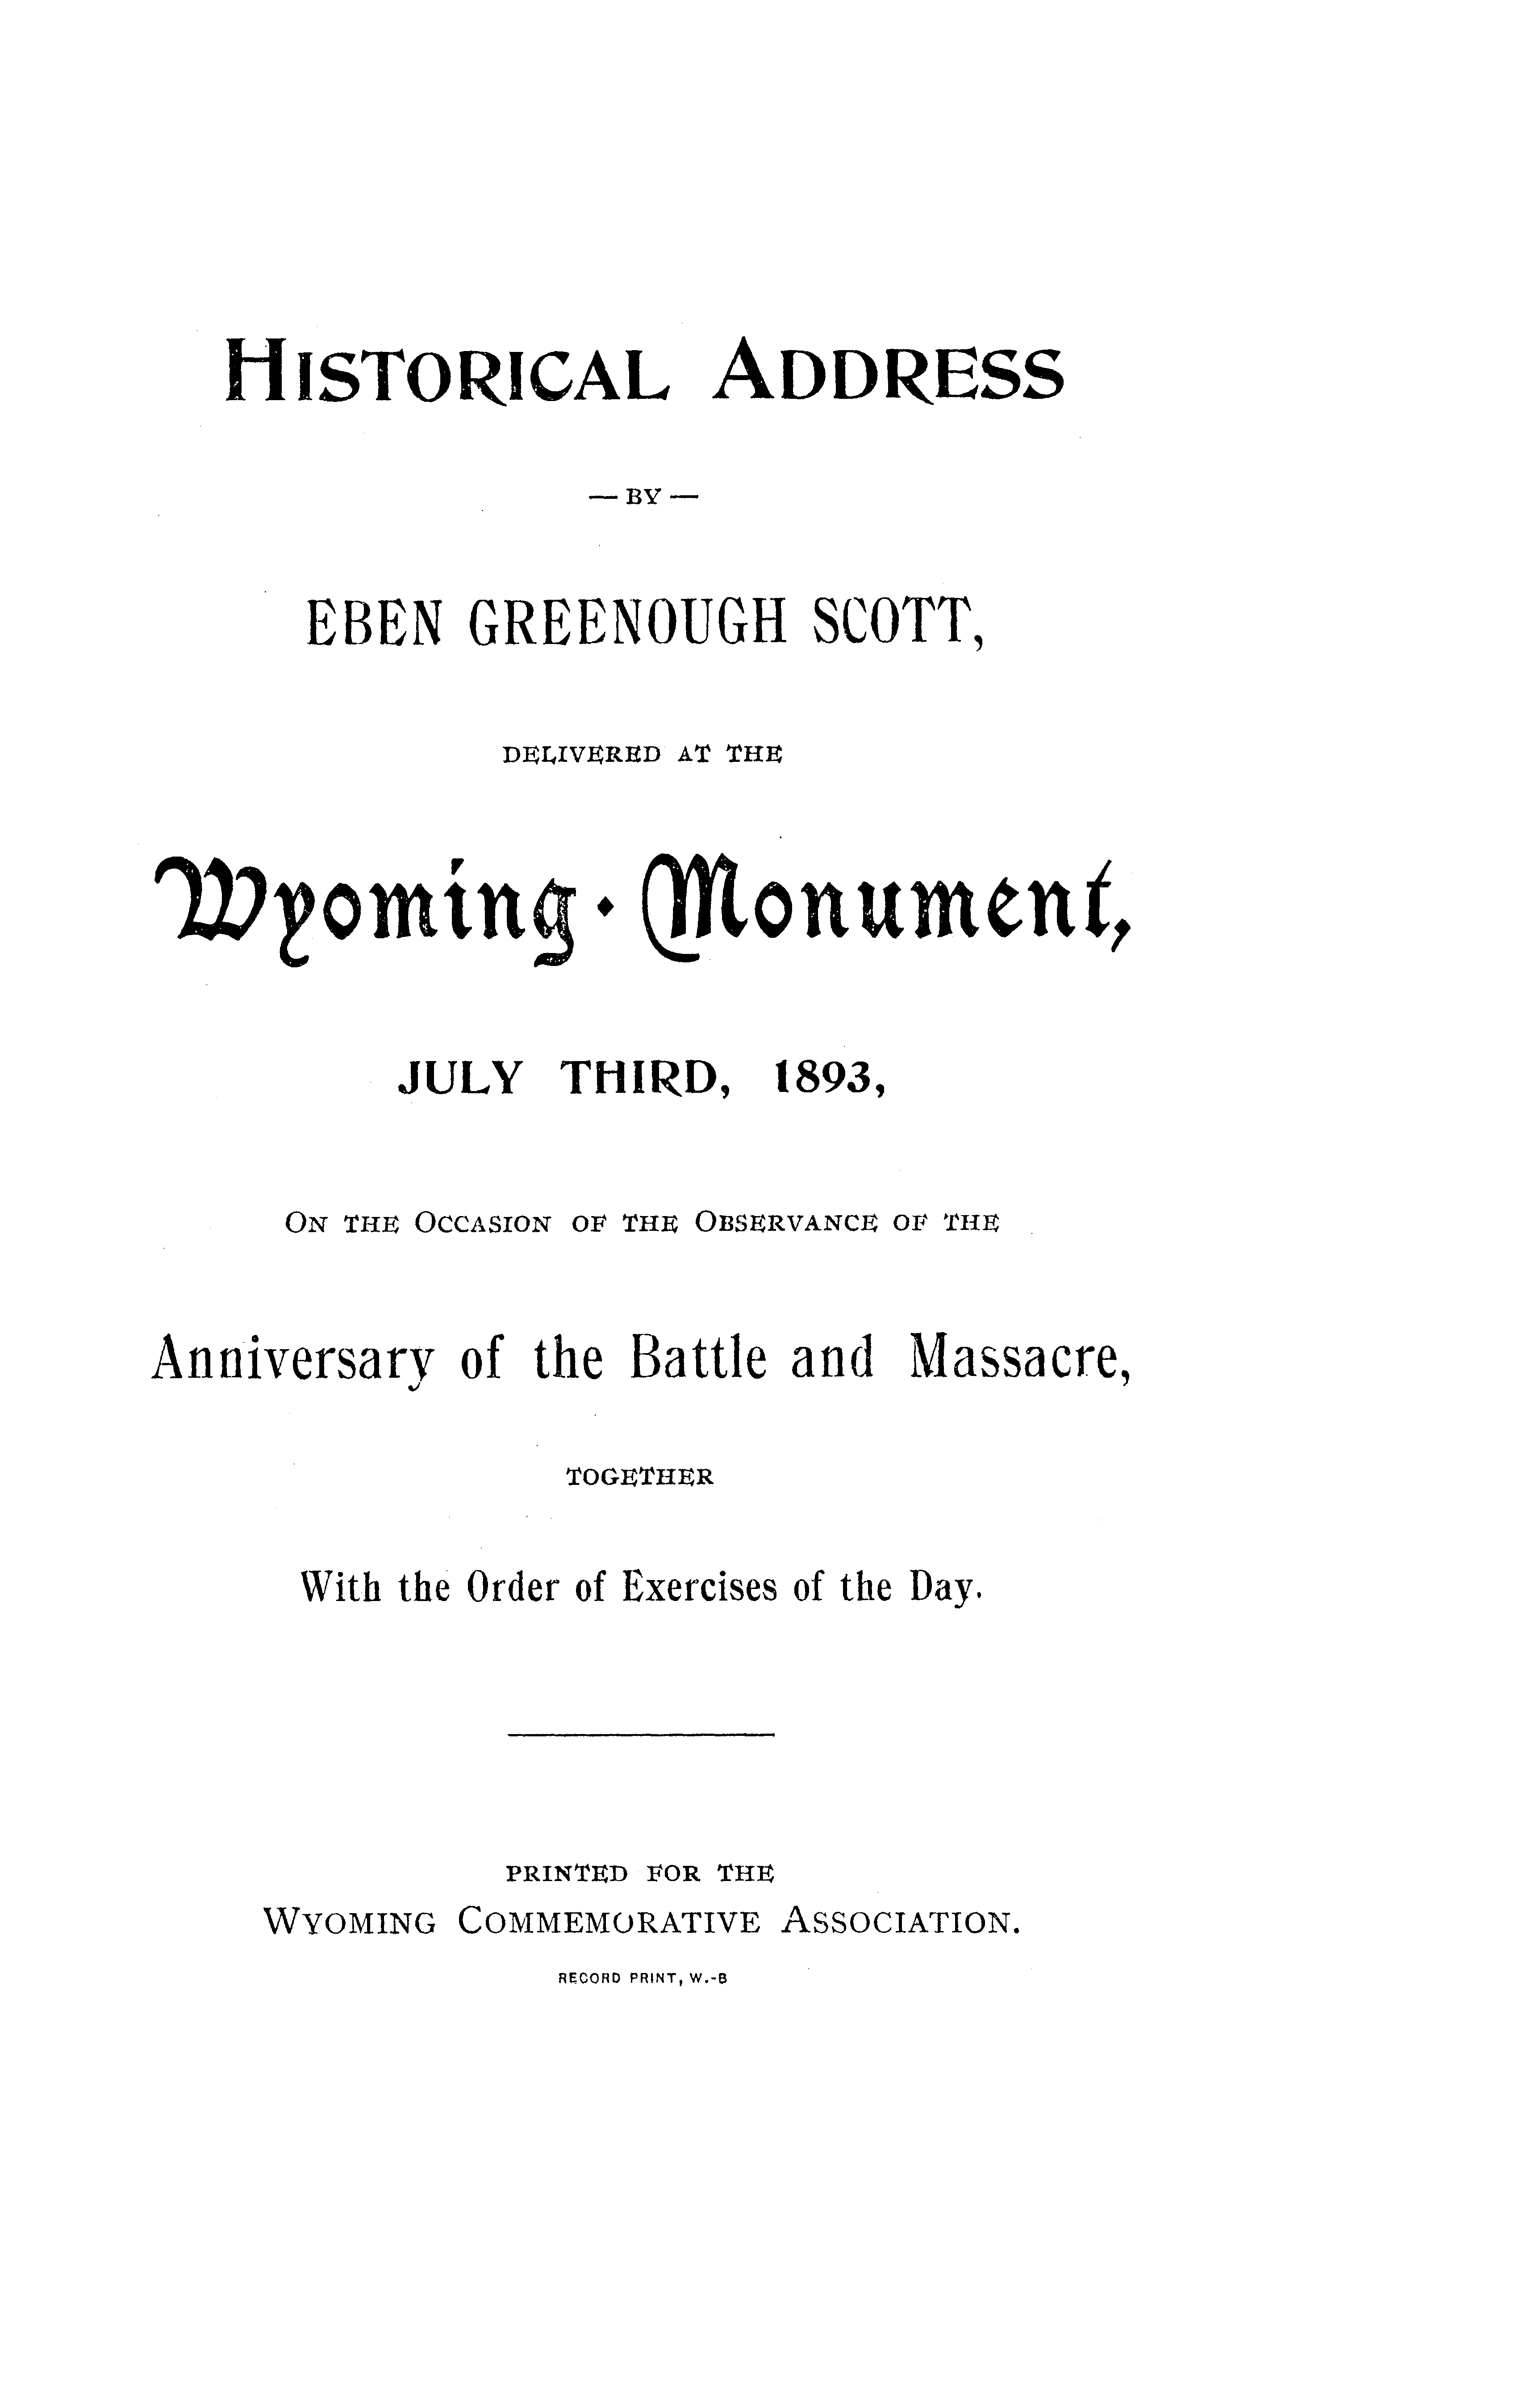 HISTORICAL ADDRESS
— BY —
EBEN GREENOUGH SCOTT,
DELIVERED AT THE
Wyoming · Monument,
JULY THIRD, 1893,
ON THE OCCASION OF THE OBSERVANCE OF THE
Anniversary of the Battle and Massacre,
TOGETHER
With the Order of Exercises of the Day.
PRINTED FOR THE
WYOMING COMMEMORATIVE ASSOCIATION.
RECORD PRINT, W.-B